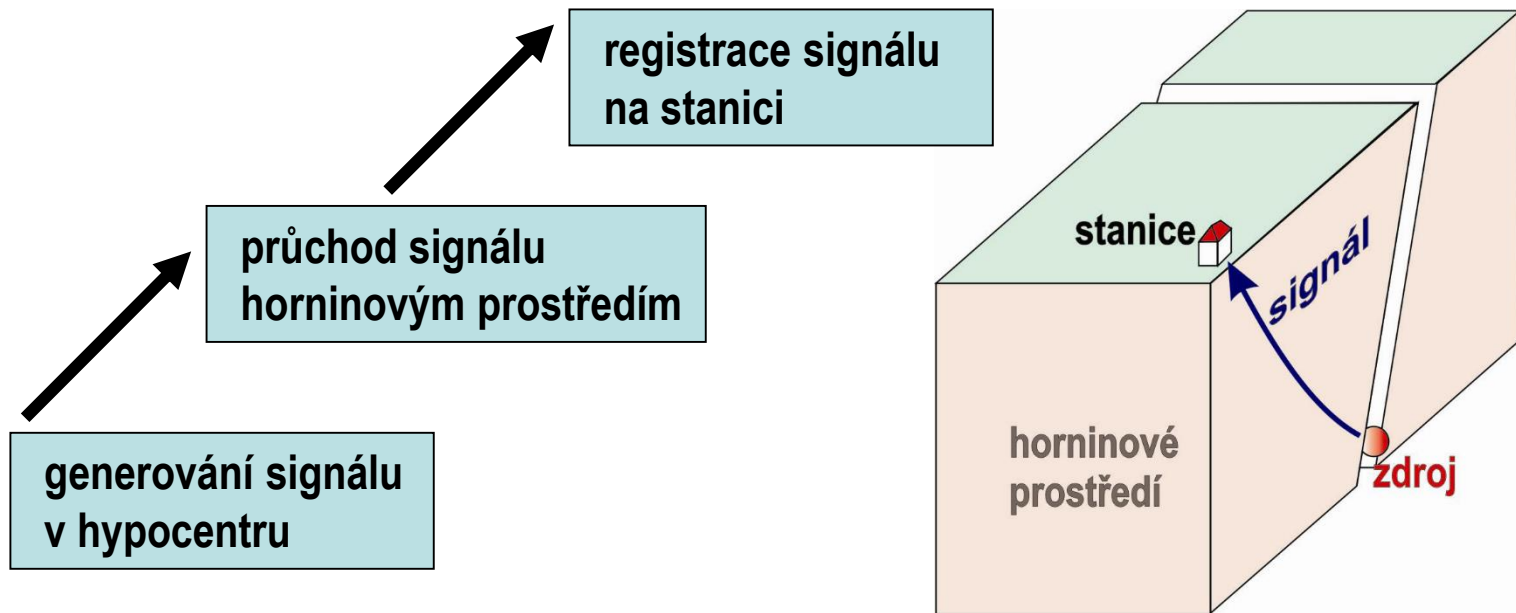 registrace signálu
na stanici
průchod signálu
horninovým prostředím
generování signálu
v hypocentru
stanice
signál
horninové
prostředí
zdroj